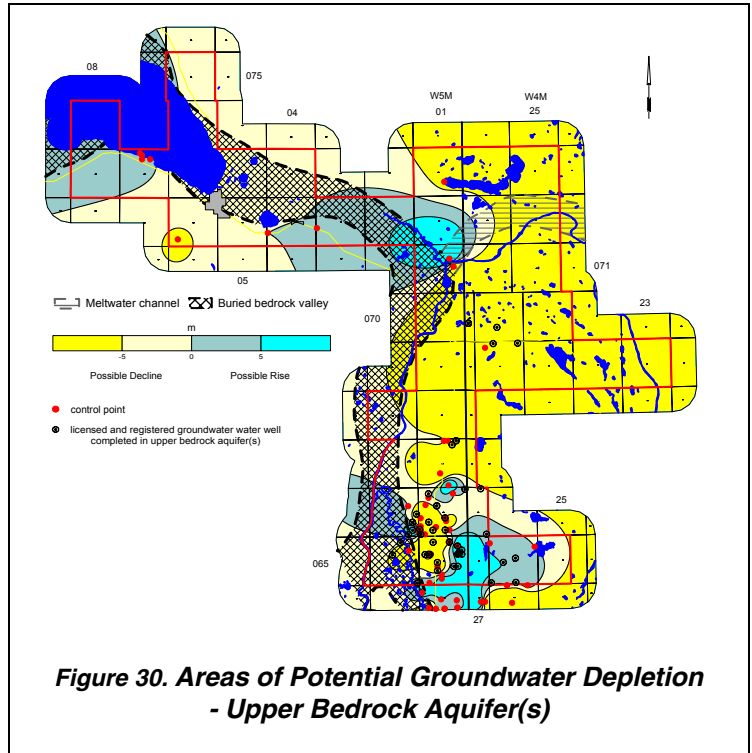 08
075
04
W5M W4M
01 25
05
071
23
Meltwater channel Buried bedrock valley
070
m
-5 0 5
Possible Decline Possible Rise
control point
licensed and registered groundwater water well
completed in upper bedrock aquifer(s)
25
065
27
Figure 30. Areas of Potential Groundwater Depletion
- Upper Bedrock Aquifer(s)